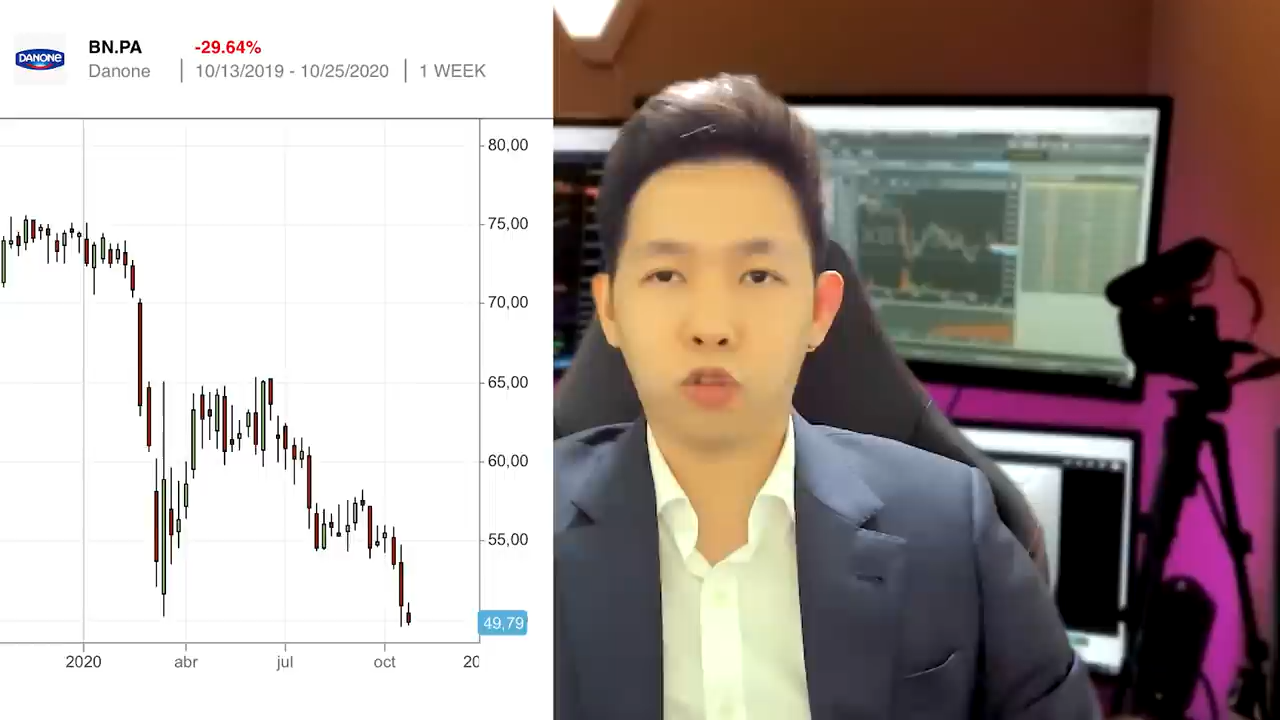 DANONE
BN.PA
-29.64%
Danone
10/13/2019 - 10/25/2020
1 WEEK
80,00
75,00
70,00
65,00
60,00
55,00
49,79
2020
abr
jul
oct
20